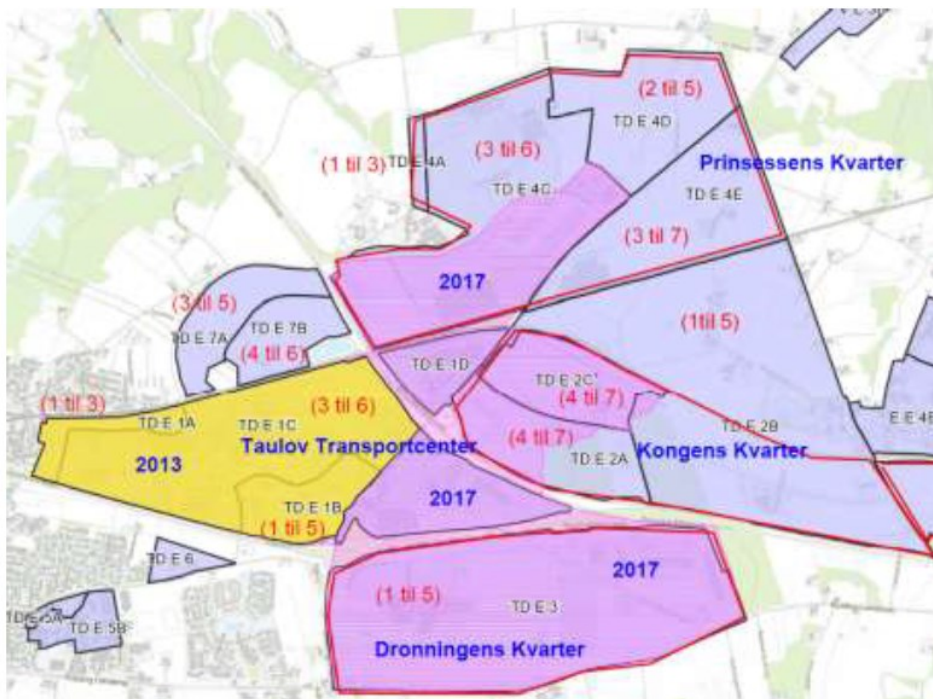 (2 til 5)
TD E 4D
(1 til 3)
TD E 4A
(3 til 6)
Prinsessens Kvarter
TD E 4C
TD E 4E
(3 til 7)
2017
(3 til 5)
TD E 7B
TD E 7A
(4 til 6)
(1til 5)
TD E 1D
TD E 2C
(4 til 7)
(1 til 3)
(3 til 6)
TD E 1A
TD E 1C
Taulov Transportcenter
(4 til 7)
TD E 2B
Kongens Kvarter
TD E 2A
2013
2017
TD E 1B
(1 til 5)
TD E 6
2017
(1 til 5)
TD E 3
TD E 5B
Dronningens Kvarter